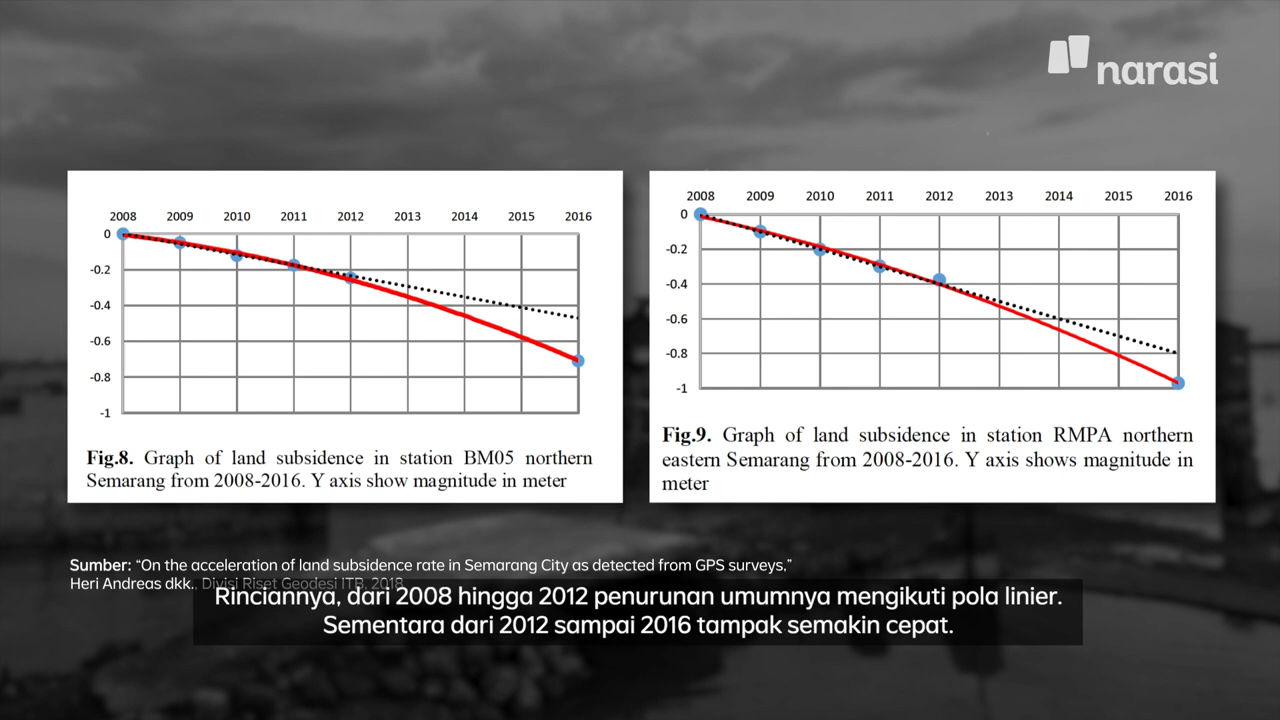 narasi
2008 2009 2010 2011 2012 2013 2014 2015 2016
0
-0.2
-0.4
-0.6
-0.8
-1
Fig.8. Graph of land subsidence in station BM05 northern
Semarang from 2008-2016. Y axis show magnitude in meter
2008 2009 2010 2011 2012 2013 2014 2015 2016
0
-0.2
-0.4
-0.6
-0.8
-1
Fig.9. Graph of land subsidence in station RMPA northern
eastern Semarang from 2008-2016. Y axis shows magnitude in
meter
Sumber: “On the acceleration of land subsidence rate in Semarang City as detected from GPS surveys,”
Heri Andreas dkk., Divisi Riset Geodesi ITB, 2018
Rinciannya, dari 2008 hingga 2012 penurunan umumnya mengikuti pola linier.
Sementara dari 2012 sampai 2016 tampak semakin cepat.